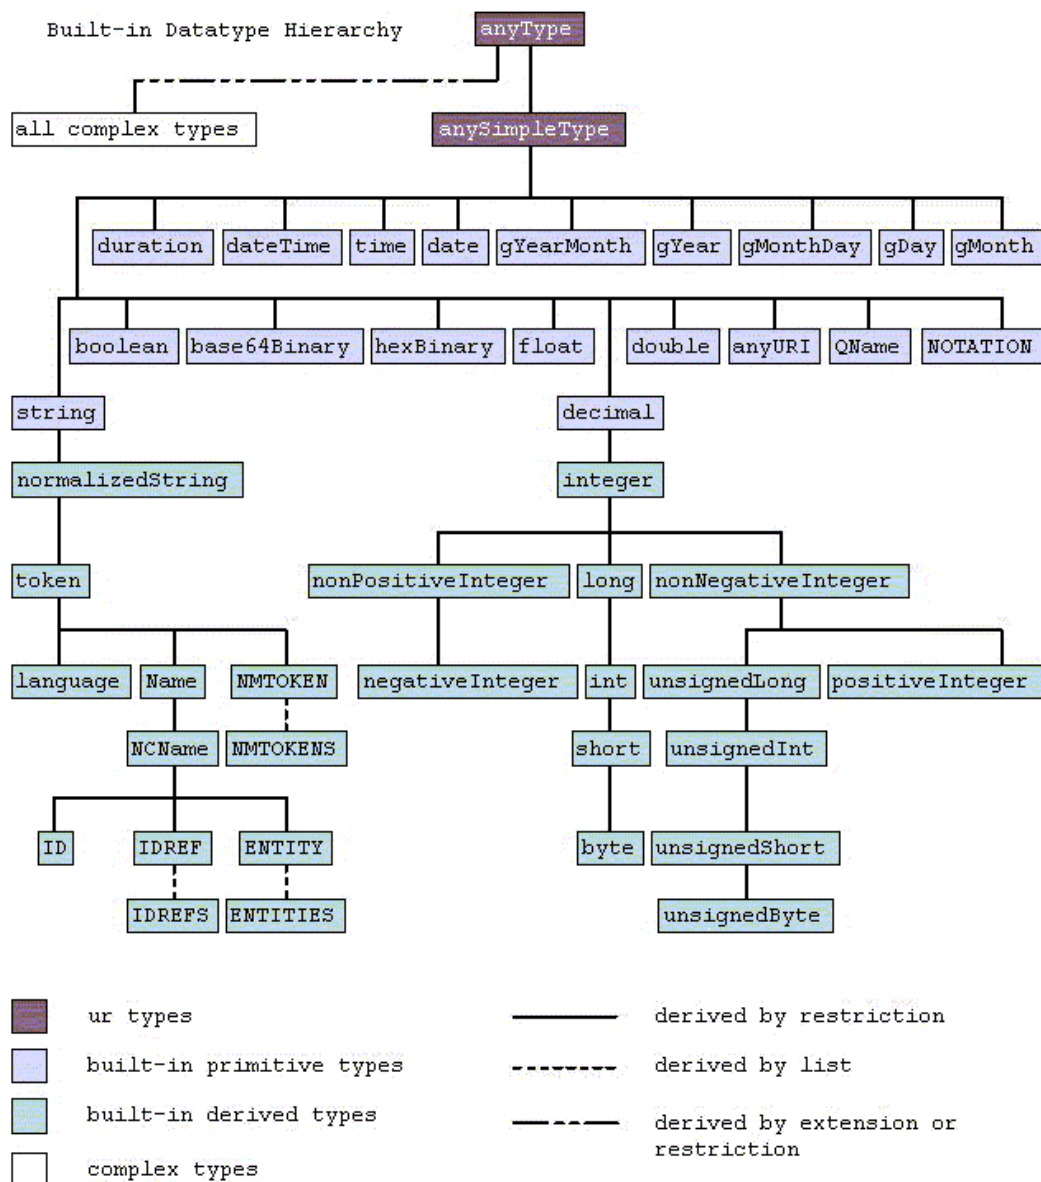 Built-in Datatype Hierarchy
anyType
all complex types
anySimpleType
duration dateTime time date gYearMonth gYear gMonthDay gDay gMonth
boolean base64Binary hexBinary float double anyURI QName NOTATION
string decimal
normalizedString integer
token nonPositiveInteger long nonNegativeInteger
language Name NMTOKEN negativeInteger int unsignedLong positiveInteger
NCName NMTOKENS short unsignedInt
ID IDREF ENTITY byte unsignedShort
IDREFS ENTITIES unsignedByte
ur types
derived by restriction
built-in primitive types
derived by list
built-in derived types
derived by extension or
restriction
complex types